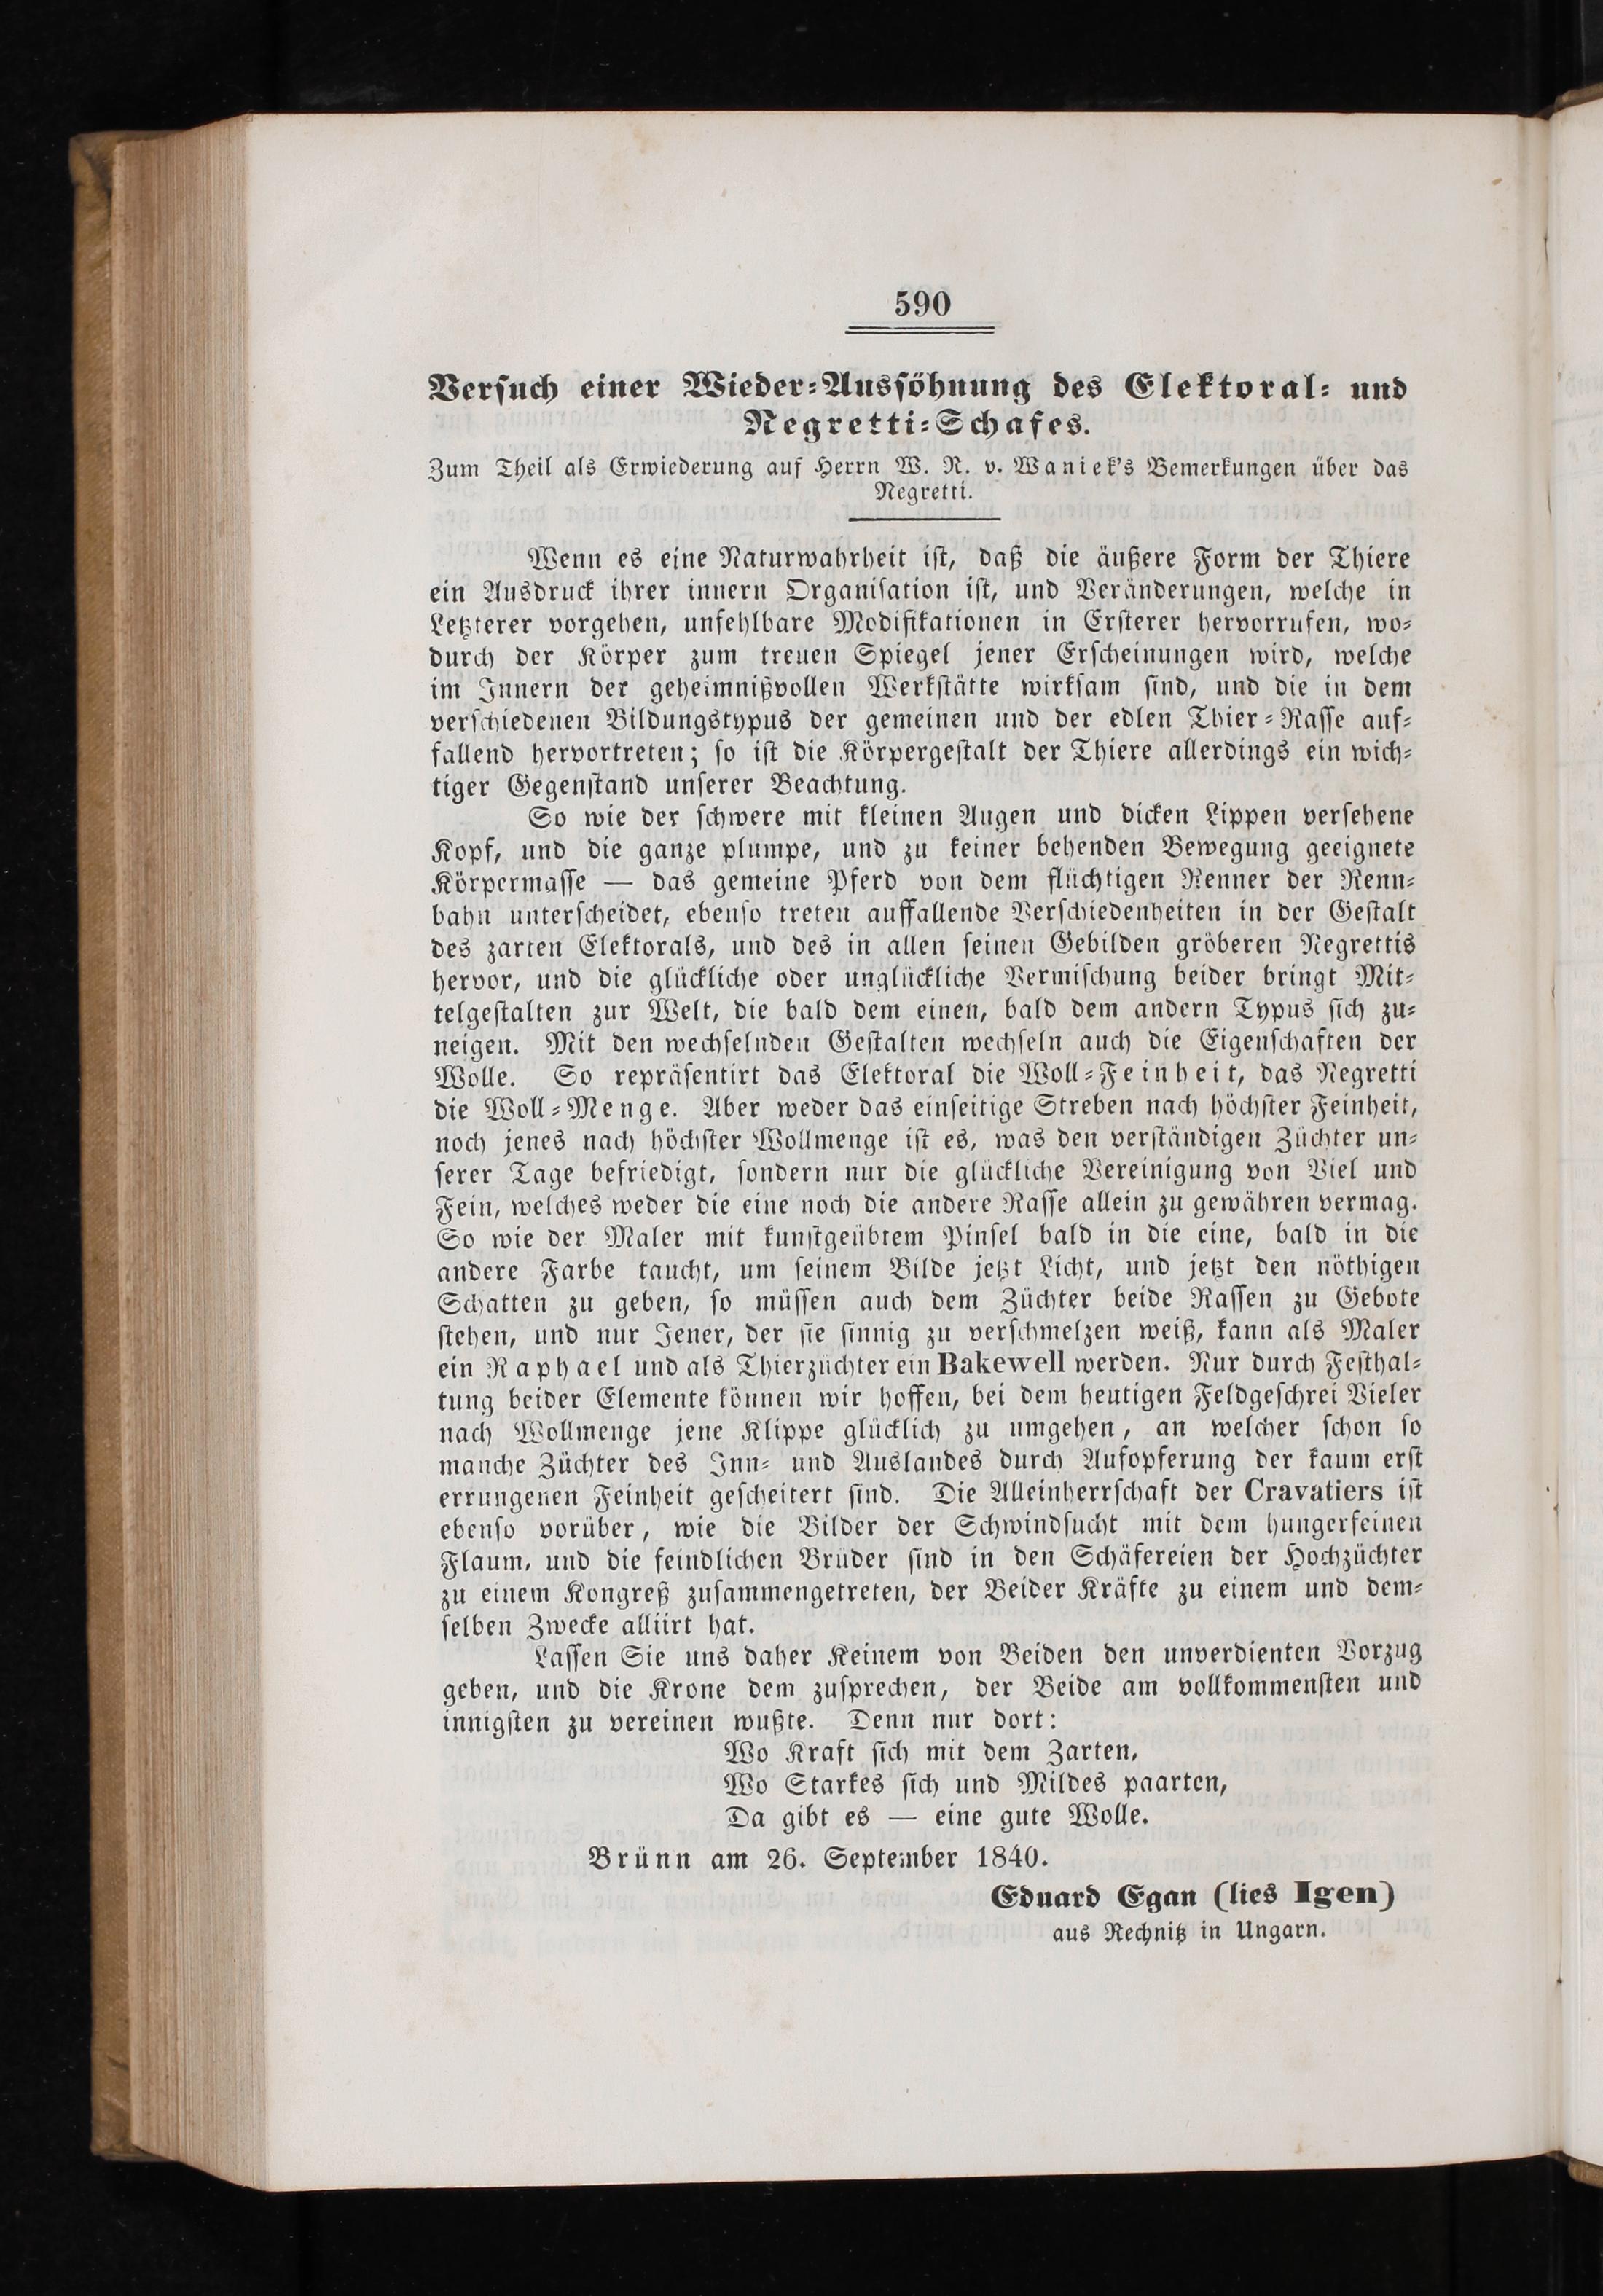 590
Versuch einer Wieder-Aussöhnung des Elektoral- und
Negretti-Schafes.
Zum Theil als Erwiederung auf Herrn W. R. v. Waniek's Bemerkungen über das
Negretti.
Wenn es eine Naturwahrheit ist, daß die äußere Form der Thiere
ein Ausdruck ihrer innern Organisation ist, und Veränderungen, welche in
Letzterer vorgehen, unfehlbare Modifikationen in Ersterer hervorrufen, wo-
durch der Körper zum treuen Spiegel jener Erscheinungen wird, welche
im Innern der geheimnißvollen Werkstätte wirksam sind, und die in dem
verschiedenen Bildungstypus der gemeinen und der edlen Thier-Rasse auf-
fallend hervortreten; so ist die Körpergestalt der Thiere allerdings ein wich-
tiger Gegenstand unserer Beachtung.
So wie der schwere mit kleinen Augen und dicken Lippen versehene
Kopf, und die ganze plumpe, und zu keiner behenden Bewegung geeignete
Körpermasse — das gemeine Pferd von dem flüchtigen Renner der Renn-
bahn unterscheidet, ebenso treten auffallende Verschiedenheiten in der Gestalt
des zarten Elektorals, und des in allen seinen Gebilden gröberen Negrettis
hervor, und die glückliche oder unglückliche Vermischung beider bringt Mit-
telgestalten zur Welt, die bald dem einen, bald dem andern Typus sich zu-
neigen. Mit den wechselnden Gestalten wechseln auch die Eigenschaften der
Wolle. So repräsentirt das Elektoral die Woll-Feinheit, das Negretti
die Woll-Menge. Aber weder das einseitige Streben nach höchster Feinheit,
noch jenes nach höchster Wollmenge ist es, was den verständigen Züchter un-
serer Tage befriedigt, sondern nur die glückliche Vereinigung von Viel und
Fein, welches weder die eine noch die andere Rasse allein zu gewähren vermag.
So wie der Maler mit kunstgeübtem Pinsel bald in die eine, bald in die
andere Farbe taucht, um seinem Bilde jetzt Licht, und jetzt den nöthigen
Schatten zu geben, so müssen auch dem Züchter beide Rassen zu Gebote
stehen, und nur Jener, der sie sinnig zu verschmelzen weiß, kann als Maler
ein Raphael und als Thierzüchter ein Bakewell werden. Nur durch Festhal-
tung beider Elemente können wir hoffen, bei dem heutigen Feldgeschrei Vieler
nach Wollmenge jene Klippe glücklich zu umgehen, an welcher schon so
manche Züchter des Inn- und Auslandes durch Aufopferung der kaum erst
errungenen Feinheit gescheitert sind. Die Alleinherrschaft der Cravatiers ist
ebenso vorüber, wie die Bilder der Schwindsucht mit dem hungerfeinen
Flaum, und die feindlichen Brüder sind in den Schäfereien der Hochzüchter
zu einem Kongreß zusammengetreten, der Beider Kräfte zu einem und dem-
selben Zwecke alliirt hat.
Lassen Sie uns daher Keinem von Beiden den unverdienten Vorzug
geben, und die Krone dem zusprechen, der Beide am vollkommensten und
innigsten zu vereinen wußte. Denn nur dort:
Wo Kraft sich mit dem Zarten,
Wo Starkes sich und Mildes paarten,
Da gibt es — eine gute Wolle.
Brünn am 26. September 1840.
Eduard Egan (lies Igen)
aus Rechnitz in Ungarn.